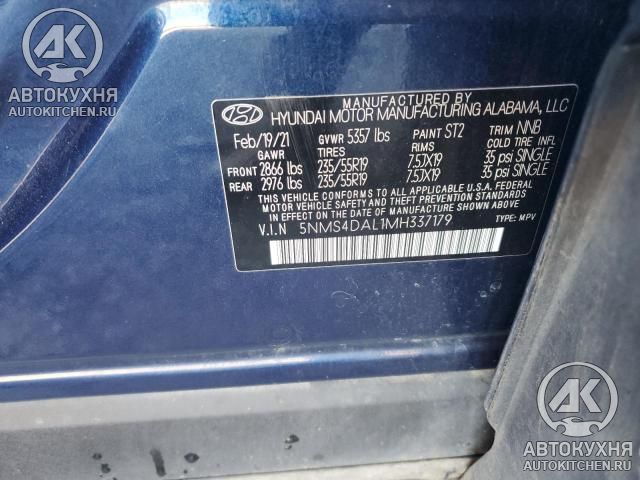 AK
АВТОКУХНЯ
AUTOKITCHEN.RU
MANUFACTURED BY
HYUNDAI MOTOR MANUFACTURING ALABAMA, LLC
Feb/19/21 GVWR 5357 lbs PAINT ST2 TRIM NNB
GAWR TIRES RIMS COLD TIRE INFL
FRONT 2866 lbs 235/55R19 7.5JX19 35 psi SINGLE
REAR 2976 lbs 235/55R19 7.5JX19 35 psi SINGLE
THIS VEHICLE CONFORMS TO ALL APPLICABLE U.S.A. FEDERAL
MOTOR VEHICLE SAFETY AND THEFT PREVENTION STANDARDS
IN EFFECT ON THE DATE OF MANUFACTURE SHOWN ABOVE.
V.I.N 5NMS4DAL1MH337179 TYPE: MPV
AK
АВТОКУХНЯ
AUTOKITCHEN.RU